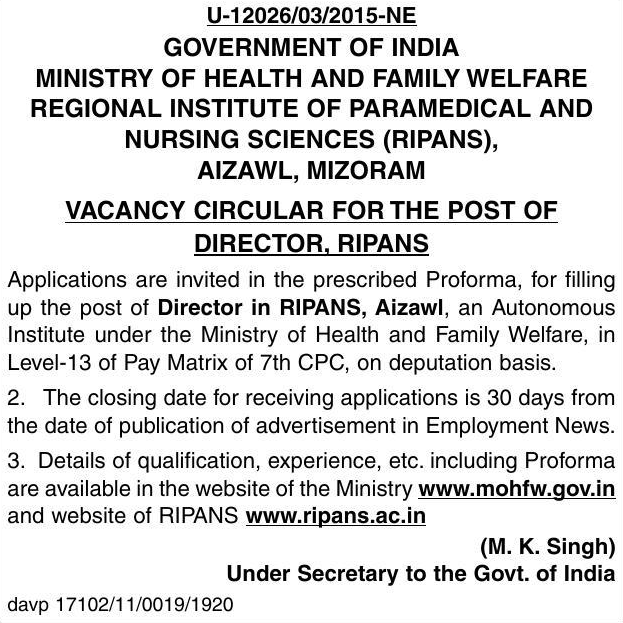 U-12026/03/2015-NE
GOVERNMENT OF INDIA
MINISTRY OF HEALTH AND FAMILY WELFARE
REGIONAL INSTITUTE OF PARAMEDICAL AND
NURSING SCIENCES (RIPANS),
AIZAWL, MIZORAM
VACANCY CIRCULAR FOR THE POST OF
DIRECTOR, RIPANS
Applications are invited in the prescribed Proforma, for filling
up the post of Director in RIPANS, Aizawl, an Autonomous
Institute under the Ministry of Health and Family Welfare, in
Level-13 of Pay Matrix of 7th CPC, on deputation basis.
2. The closing date for receiving applications is 30 days from
the date of publication of advertisement in Employment News.
3. Details of qualification, experience, etc. including Proforma
are available in the website of the Ministry www.mohfw.gov.in
and website of RIPANS www.ripans.ac.in
(M. K. Singh)
Under Secretary to the Govt. of India
davp 17102/11/0019/1920